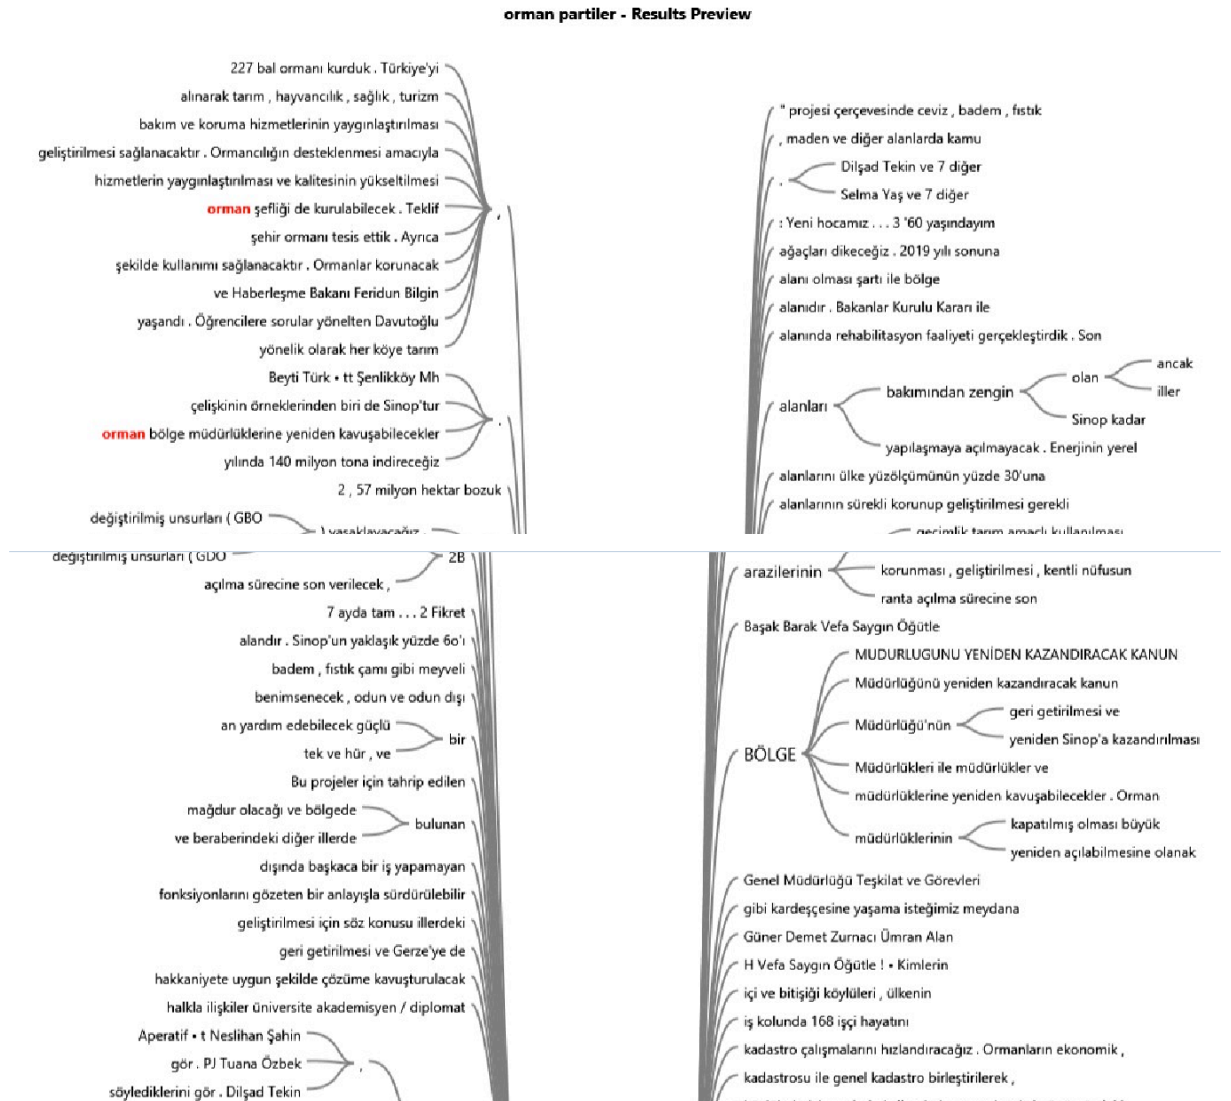 orman partiler - Results Preview
227 bal ormanı kurduk . Türkiye'yi
alınarak tarım , hayvancılık , sağlık , turizm
bakım ve koruma hizmetlerinin yaygınlaştırılması
geliştirilmesi sağlanacaktır . Ormancılığın desteklenmesi amacıyla
hizmetlerin yaygınlaştırılması ve kalitesinin yükseltilmesi
orman şefliği de kurulabilecek . Teklif
şehir ormanı tesis ettik . Ayrıca
şekilde kullanımı sağlanacaktır . Ormanlar korunacak
ve Haberleşme Bakanı Feridun Bilgin
yaşandı . Öğrencilere sorular yönelten Davutoğlu
yönelik olarak her köye tarım
,
Beyti Türk • tt Şenlikköy Mh
çelişkinin örneklerinden biri de Sinop'tur
orman bölge müdürlüklerine yeniden kavuşabilecekler
yılında 140 milyon tona indireceğiz
.
2 , 57 milyon hektar bozuk
değiştirilmiş unsurları ( GBO
) yasaklayacağız .
değiştirilmiş unsurları ( GDO
2B
açılma sürecine son verilecek ,
7 ayda tam . . . 2 Fikret
alandır . Sinop'un yaklaşık yüzde 6o'ı
badem , fıstık çamı gibi meyveli
benimsenecek , odun ve odun dışı
an yardım edebilecek güçlü
tek ve hür , ve
bir
Bu projeler için tahrip edilen
mağdur olacağı ve bölgede
ve beraberindeki diğer illerde
bulunan
dışında başkaca bir iş yapamayan
fonksiyonlarını gözeten bir anlayışla sürdürülebilir
geliştirilmesi için söz konusu illerdeki
geri getirilmesi ve Gerze'ye de
hakkaniyete uygun şekilde çözüme kavuşturulacak
halkla ilişkiler üniversite akademisyen / diplomat
Aperatif • t Neslihan Şahin
gör . PJ Tuana Özbek
söylediklerini gör . Dilşad Tekin
,
" projesi çerçevesinde ceviz , badem , fıstık
, maden ve diğer alanlarda kamu
.
Dilşad Tekin ve 7 diğer
Selma Yaş ve 7 diğer
: Yeni hocamız . . . 3 '60 yaşındayım
ağaçları dikeceğiz . 2019 yılı sonuna
alanı olması şartı ile bölge
alanıdır . Bakanlar Kurulu Kararı ile
alanında rehabilitasyon faaliyeti gerçekleştirdik . Son
alanları
bakımından zengin
olan
ancak
iller
Sinop kadar
yapılaşmaya açılmayacak . Enerjinin yerel
alanlarını ülke yüzölçümünün yüzde 30'una
alanlarının sürekli korunup geliştirilmesi gerekli
geçimlik tarım amaçlı kullanılması
arazilerinin
korunması , geliştirilmesi , kentli nüfusun
ranta açılma sürecine son
Başak Barak Vefa Saygın Öğütle
BÖLGE
MUDURLUGUNU YENİDEN KAZANDIRACAK KANUN
Müdürlüğünü yeniden kazandıracak kanun
Müdürlüğü'nün
geri getirilmesi ve
yeniden Sinop'a kazandırılması
Müdürlükleri ile müdürlükler ve
müdürlüklerine yeniden kavuşabilecekler . Orman
müdürlüklerinin
kapatılmış olması büyük
yeniden açılabilmesine olanak
Genel Müdürlüğü Teşkilat ve Görevleri
gibi kardeşçesine yaşama isteğimiz meydana
Güner Demet Zurnacı Ümran Alan
H Vefa Saygın Öğütle ! • Kimlerin
içi ve bitişiği köylüleri , ülkenin
iş kolunda 168 işçi hayatını
kadastro çalışmalarını hızlandıracağız . Ormanların ekonomik ,
kadastrosu ile genel kadastro birleştirilerek ,